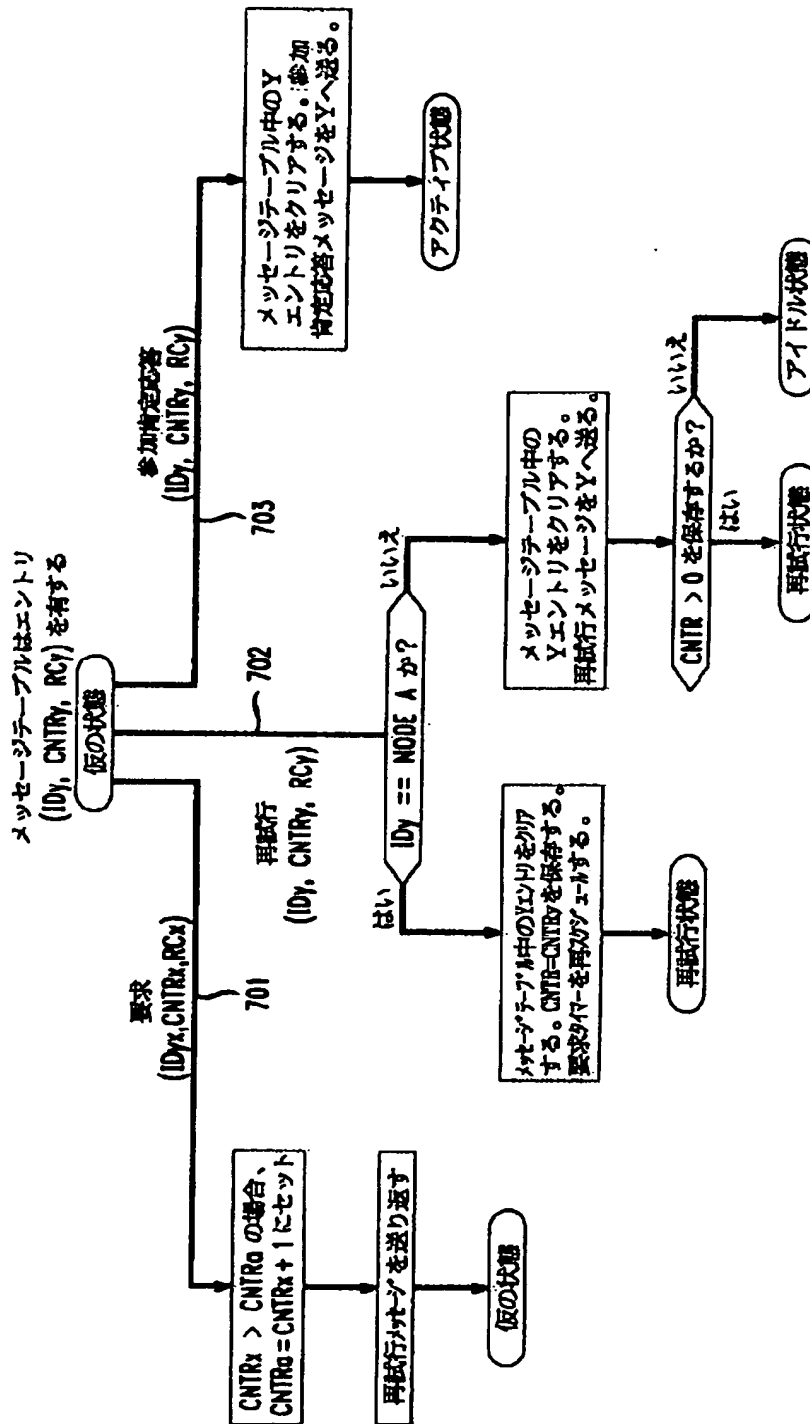 メッセージテーブルはエントリ
(IDy, CNTRy, RCy)を有する
仮の状態
要求
(IDyx,CNTRx,RCx)
701
CNTRx > CNTRa の場合、
CNTRa=CNTRx+1にセット
再試行メッセージを送り返す
仮の状態
再試行
(IDy, CNTRy, RCy)
702
IDy == NODE A か?
はい
いいえ
メッセージテーブル中のYエントリをクリア
する。CNTR=CNTRyを保存する。
要求タイマーを再スケジュールする。
再試行状態
メッセージテーブル中の
Yエントリをクリアする。
再試行メッセージをYへ送る。
CNTR > 0 を保存するか?
はい
いいえ
再試行状態
アイドル状態
参加肯定応答
(IDy, CNTRy, RCy)
703
メッセージテーブル中のY
エントリをクリアする。参加
肯定応答メッセージをYへ送る。
アクティブ状態